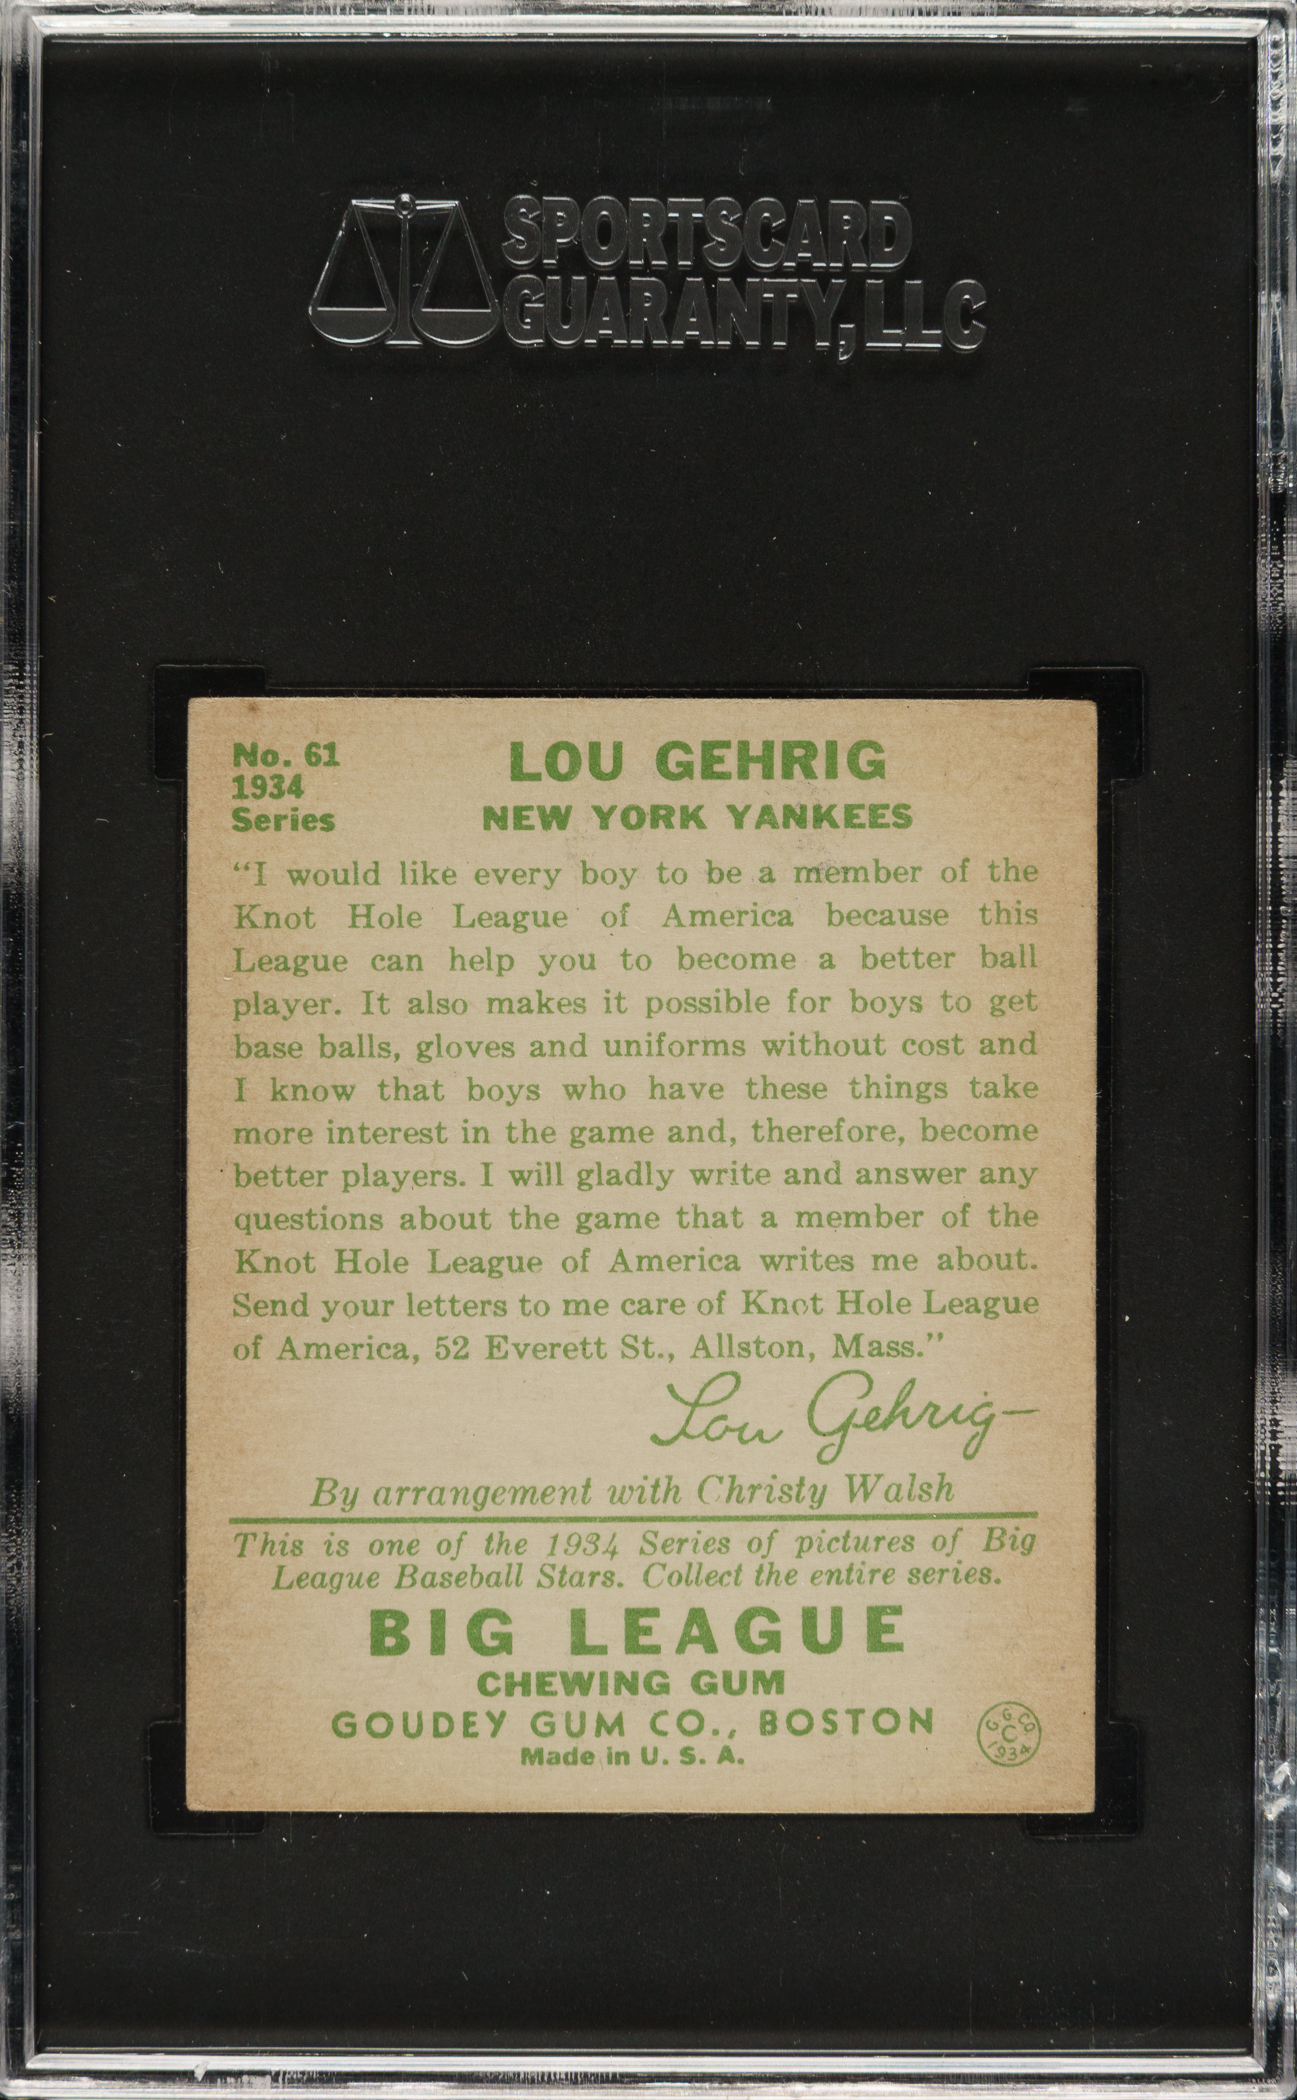 SPORTSCARD
GUARANTY, LLC
No. 61
1934
Series
LOU GEHRIG
NEW YORK YANKEES
“I would like every boy to be a member of the
Knot Hole League of America because this
League can help you to become a better ball
player. It also makes it possible for boys to get
base balls, gloves and uniforms without cost and
I know that boys who have these things take
more interest in the game and, therefore, become
better players. I will gladly write and answer any
questions about the game that a member of the
Knot Hole League of America writes me about.
Send your letters to me care of Knot Hole League
of America, 52 Everett St., Allston, Mass.”
Lou Gehrig
By arrangement with Christy Walsh
This is one of the 1934 Series of pictures of Big
League Baseball Stars. Collect the entire series.
BIG LEAGUE
CHEWING GUM
GOUDEY GUM CO., BOSTON
Made in U. S. A.
G. G. CO.
C
1934